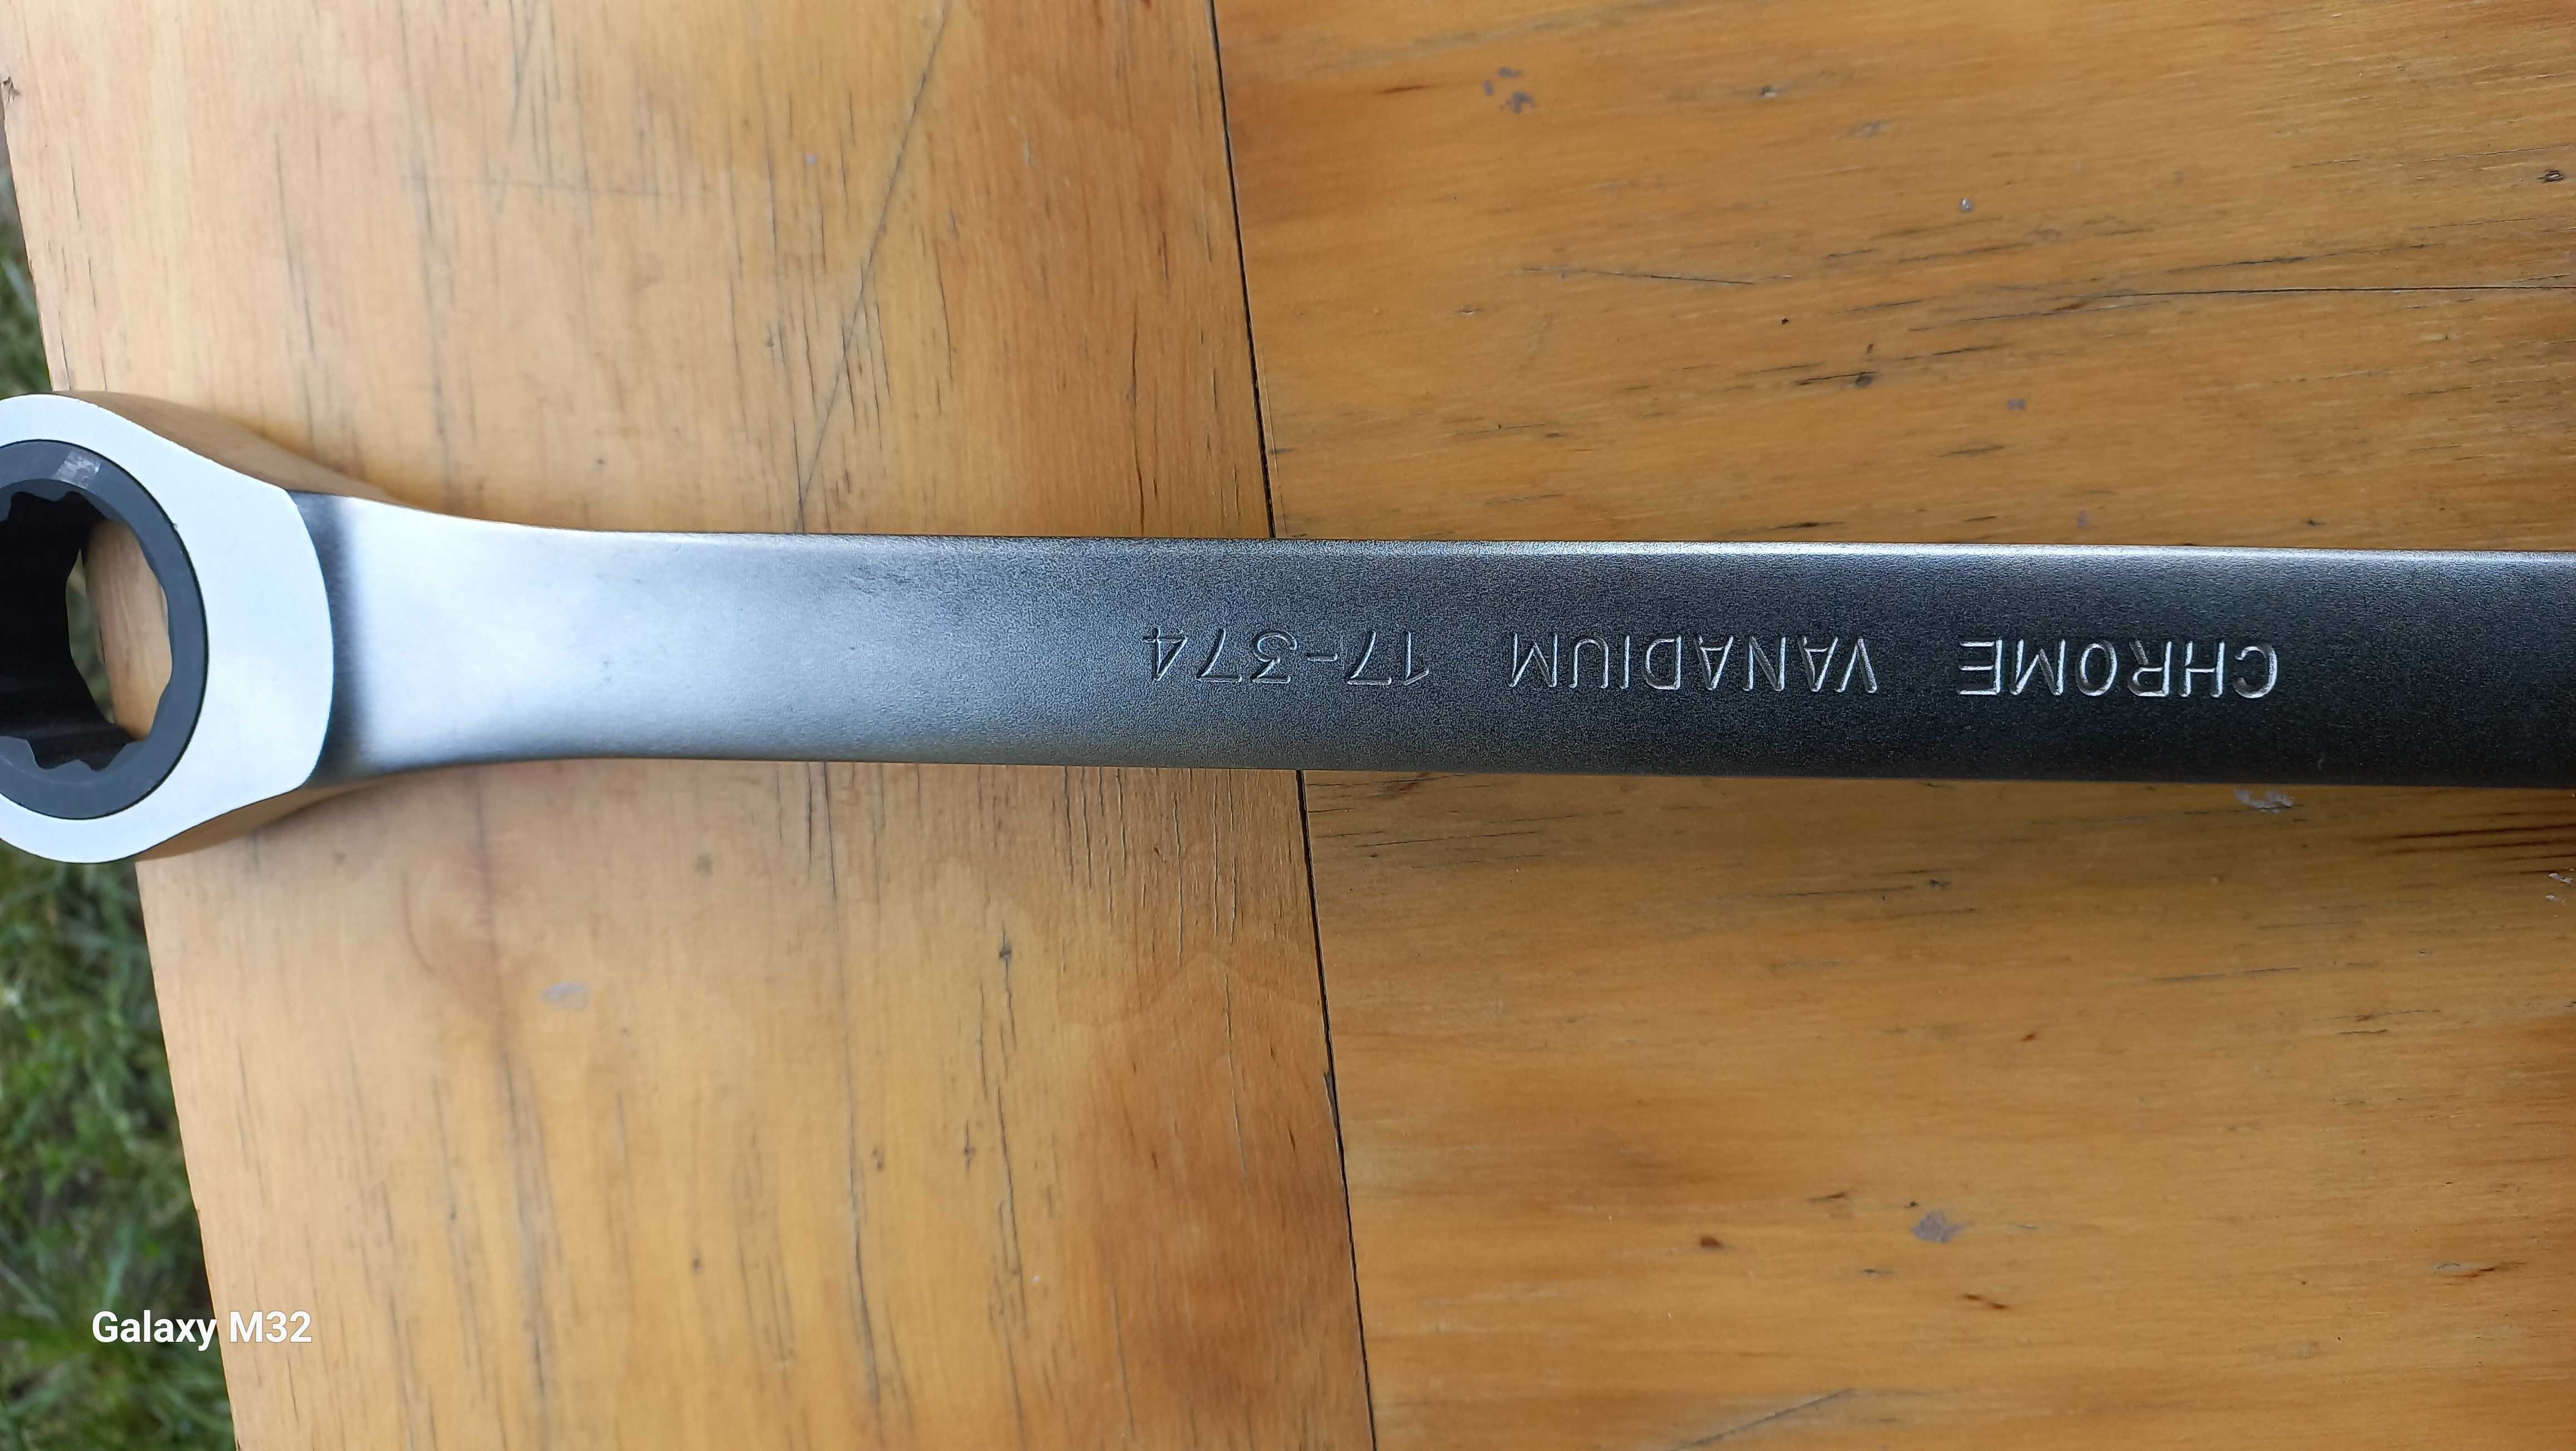 CHROME VANADIUM 17-374
Galaxy M32